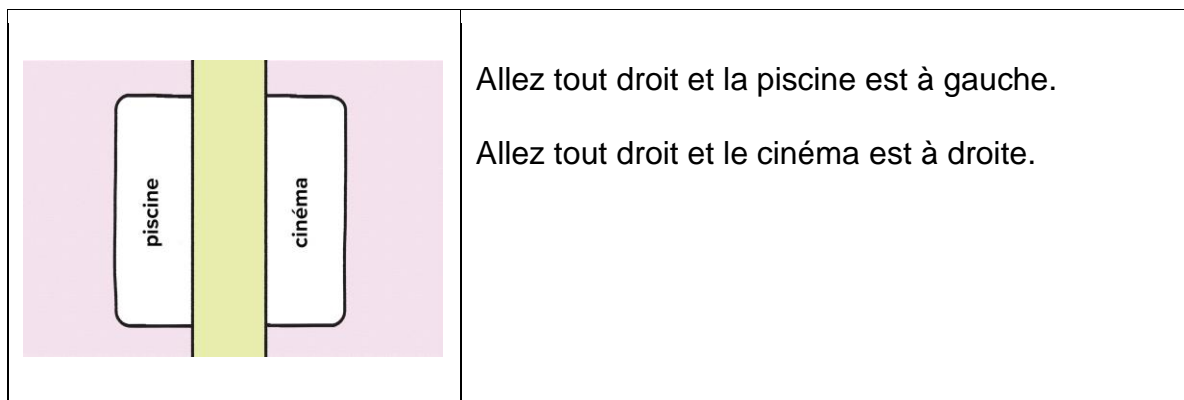 piscine
cinéma
Allez tout droit et la piscine est à gauche.
Allez tout droit et le cinéma est à droite.